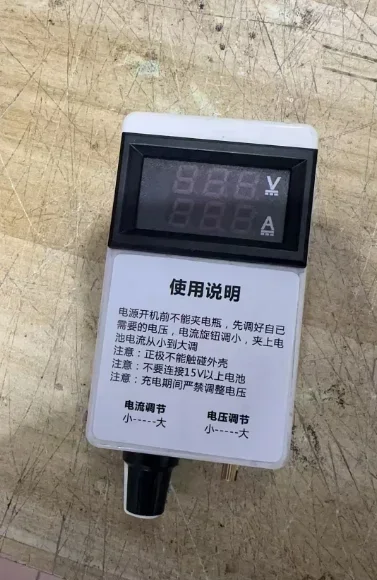 V
A
使用说明
电源开机前不能夹电瓶，先调好自己
需要的电压，电流旋钮调小，夹上电
池电流从小到大调
注意：正极不能触碰外壳
注意：不要连接15V以上电池
注意：充电期间严禁调整电压
电流调节 电压调节
小-----大 小-----大